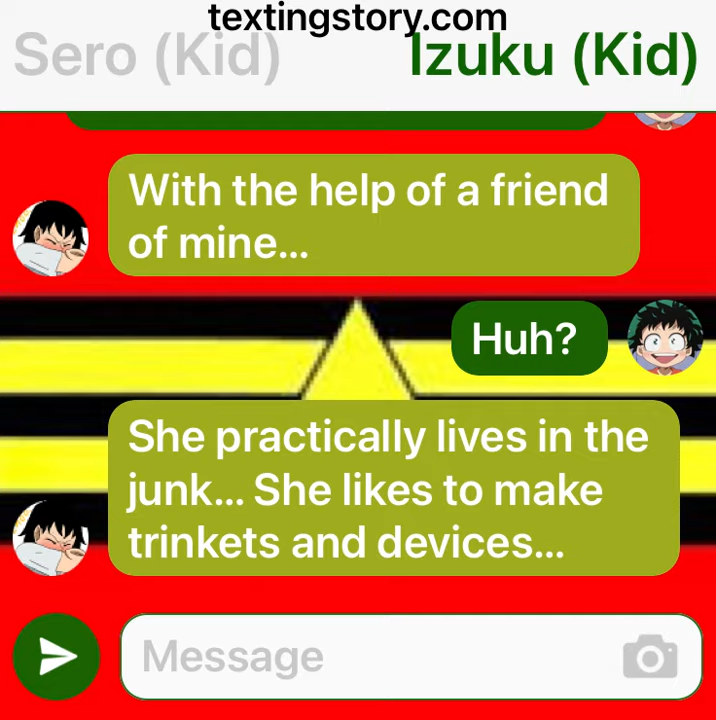 textingstory.com
Sero (Kid) Izuku (Kid)
With the help of a friend
of mine...
Huh?
She practically lives in the
junk... She likes to make
trinkets and devices...
Message